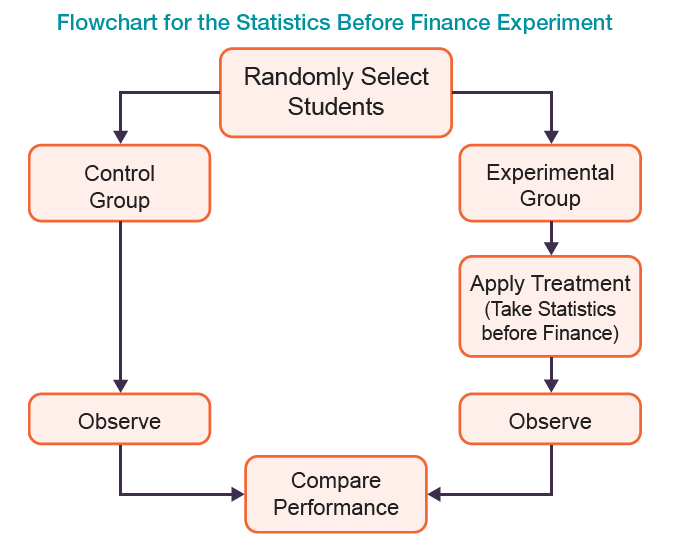 Flowchart for the Statistics Before Finance Experiment
Randomly Select
Students
Control
Group
Experimental
Group
Apply Treatment
(Take Statistics
before Finance)
Observe
Observe
Compare
Performance